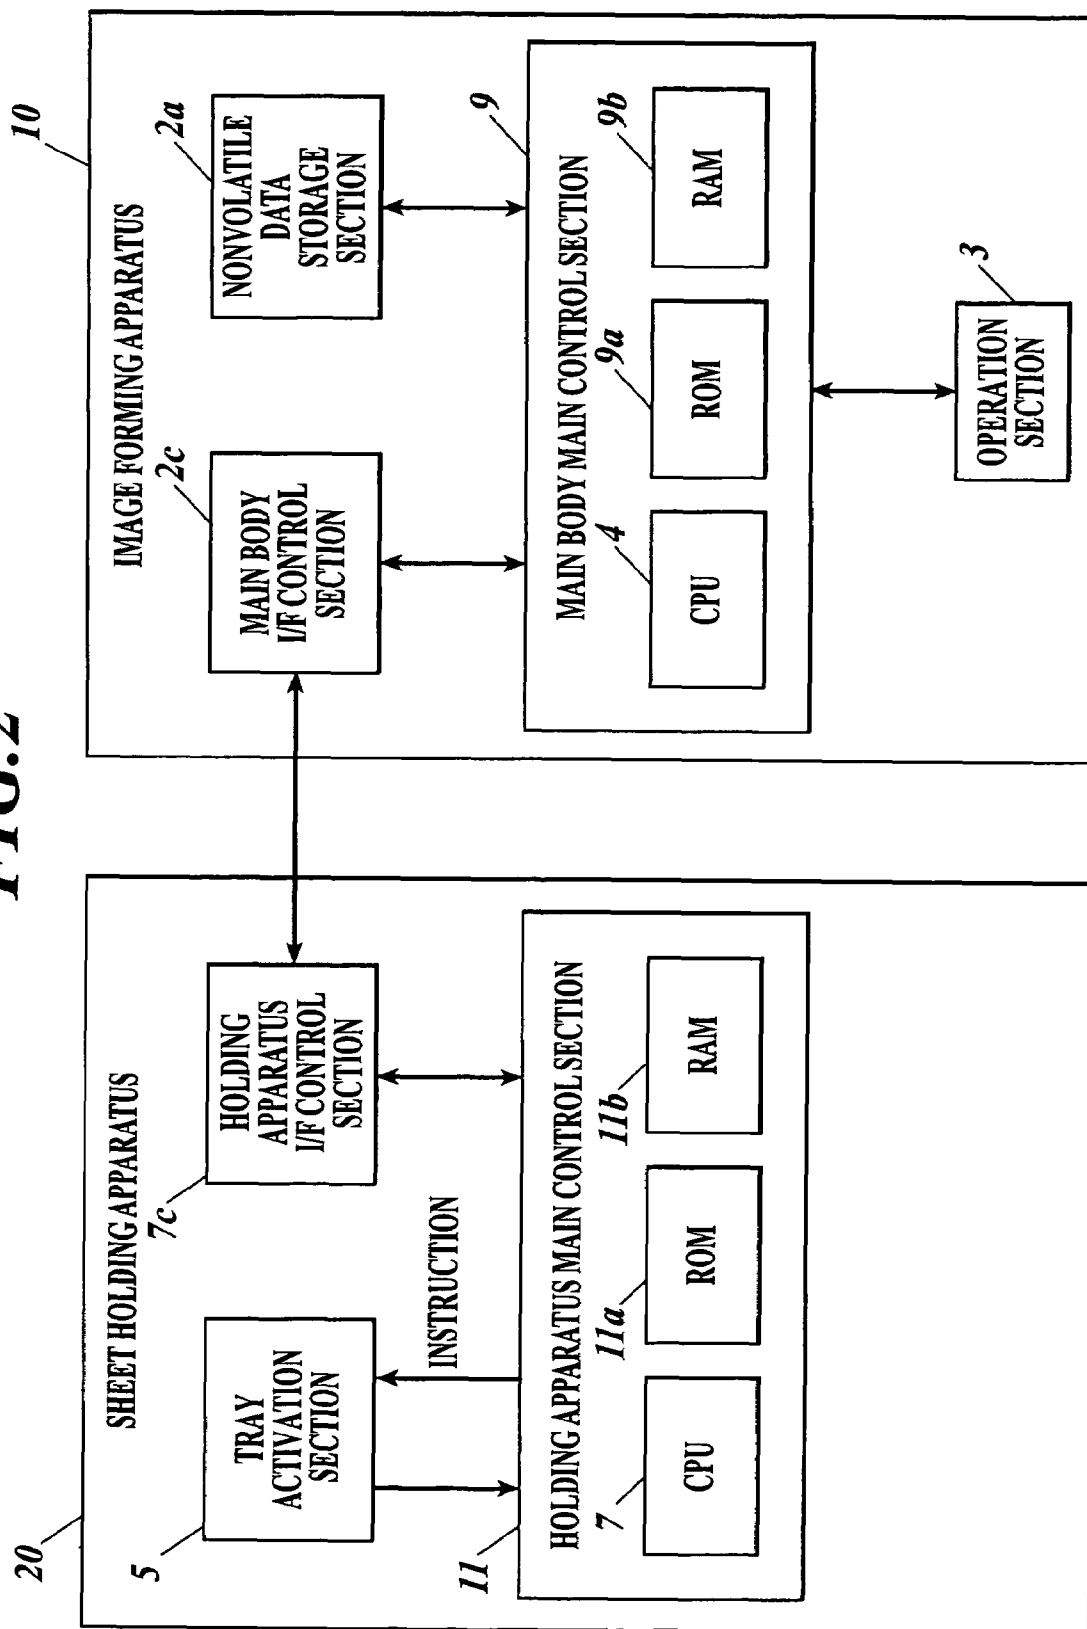 FIG.2
20
SHEET HOLDING APPARATUS
5
TRAY
ACTIVATION
SECTION
INSTRUCTION
7c
HOLDING
APPARATUS
I/F CONTROL
SECTION
11
HOLDING APPARATUS MAIN CONTROL SECTION
7
CPU
11a
ROM
11b
RAM
10
IMAGE FORMING APPARATUS
2c
MAIN BODY
I/F CONTROL
SECTION
2a
NONVOLATILE
DATA
STORAGE
SECTION
9
MAIN BODY MAIN CONTROL SECTION
4
CPU
9a
ROM
9b
RAM
3
OPERATION
SECTION